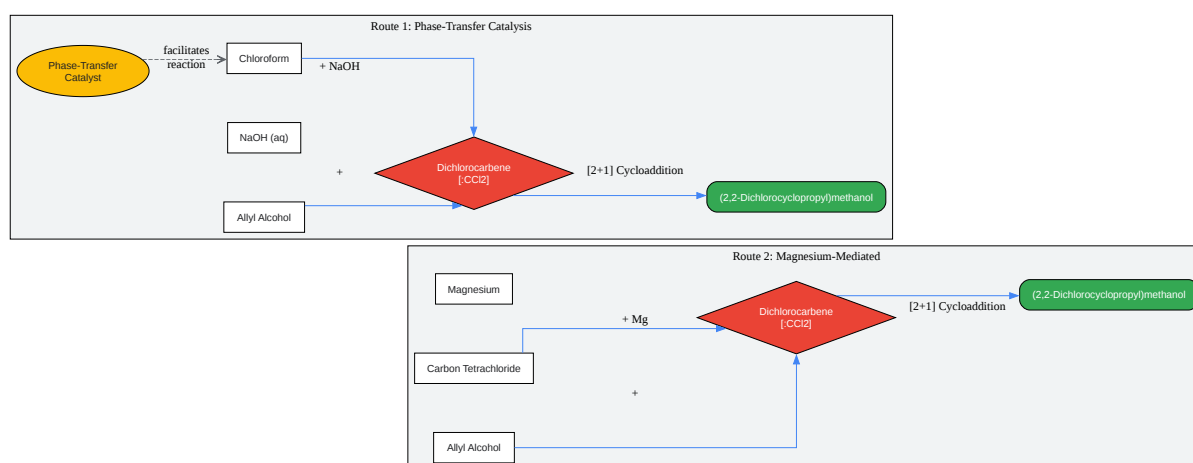 Route 1: Phase-Transfer Catalysis
Phase-Transfer
Catalyst
facilitates
reaction
Chloroform
+ NaOH
NaOH (aq)
+
Dichlorocarbene
[:CCl2]
[2+1] Cycloaddition
(2,2-Dichlorocyclopropyl)methanol
Allyl Alcohol
Route 2: Magnesium-Mediated
Magnesium
+ Mg
Dichlorocarbene
[:CCl2]
[2+1] Cycloaddition
(2,2-Dichlorocyclopropyl)methanol
Carbon Tetrachloride
+
Allyl Alcohol